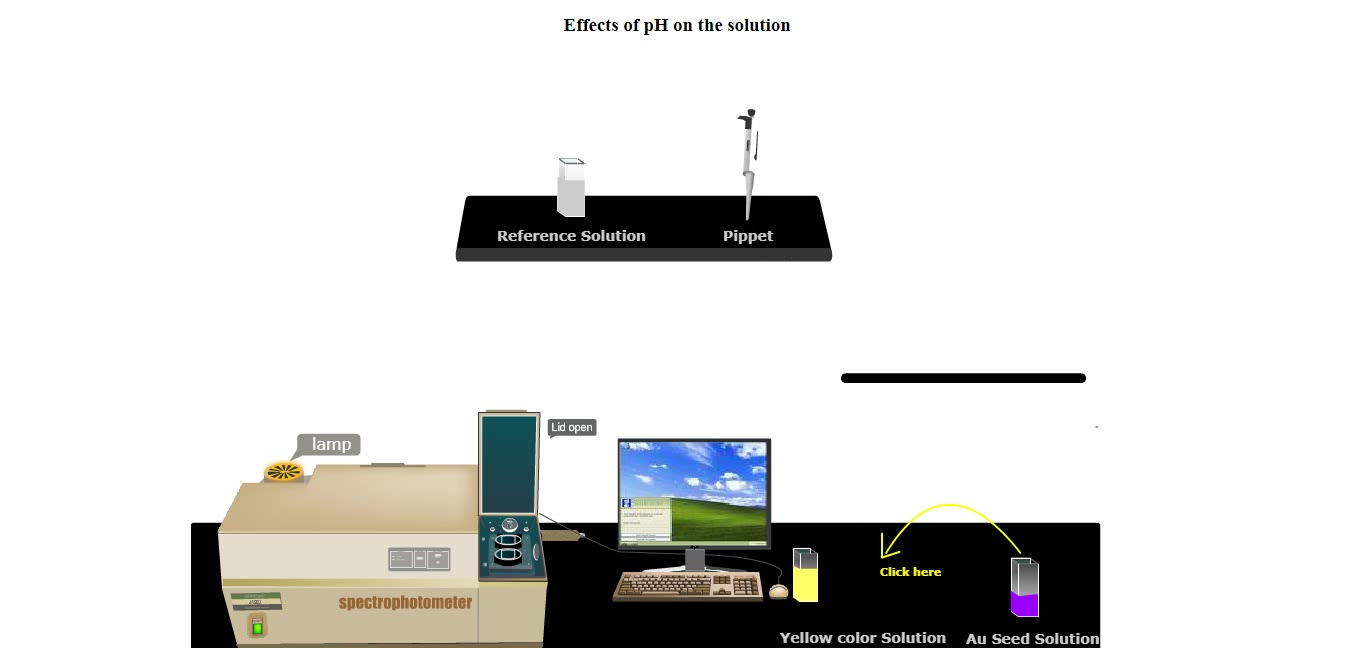 Effects of pH on the solution
Reference Solution
Pippet
lamp
Lid open
Click here
spectrophotometer
Yellow color Solution
Au Seed Solution